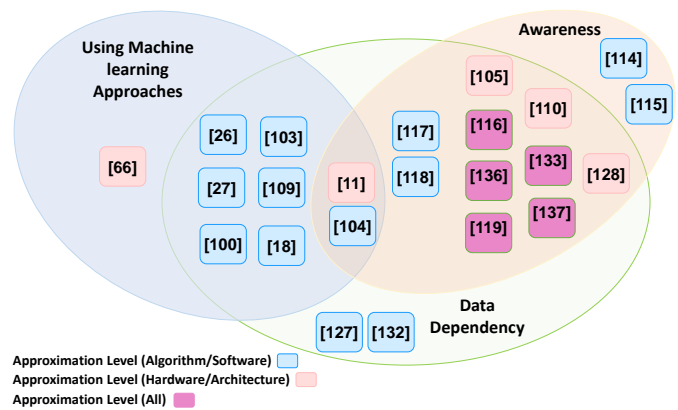 Using Machine
learning
Approaches
Awareness
[114]
[105]
[115]
[110]
[116]
[26]
[103]
[117]
[66]
[133]
[128]
[118]
[136]
[11]
[27]
[109]
[104]
[137]
[119]
[100]
[18]
Data
Dependency
[127]
[132]
Approximation Level (Algorithm/Software)
Approximation Level (Hardware/Architecture)
Approximation Level (All)